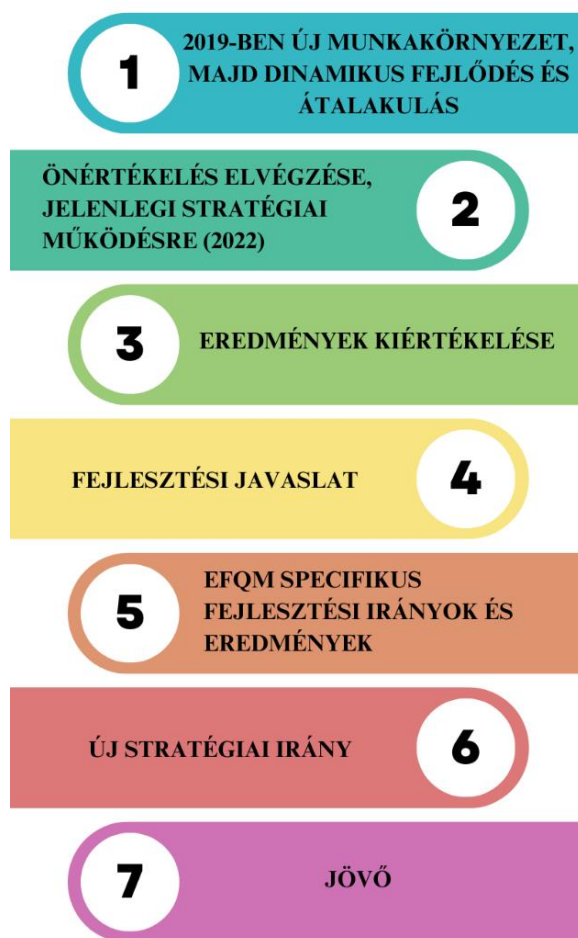 1
2019-BEN ÚJ MUNKAKÖRNYEZET,
MAJD DINAMIKUS FEJLŐDÉS ÉS
ÁTALAKULÁS
ÖNÉRTÉKELÉS ELVÉGZÉSE,
JELENLEGI STRATÉGIAI
MŰKÖDÉSRE (2022)
2
3
EREDMÉNYEK KIÉRTÉKELÉSE
FEJLESZTÉSI JAVASLAT
4
5
EFQM SPECIFIKUS
FEJLESZTÉSI IRÁNYOK ÉS
EREDMÉNYEK
ÚJ STRATÉGIAI IRÁNY
6
7
JÖVŐ